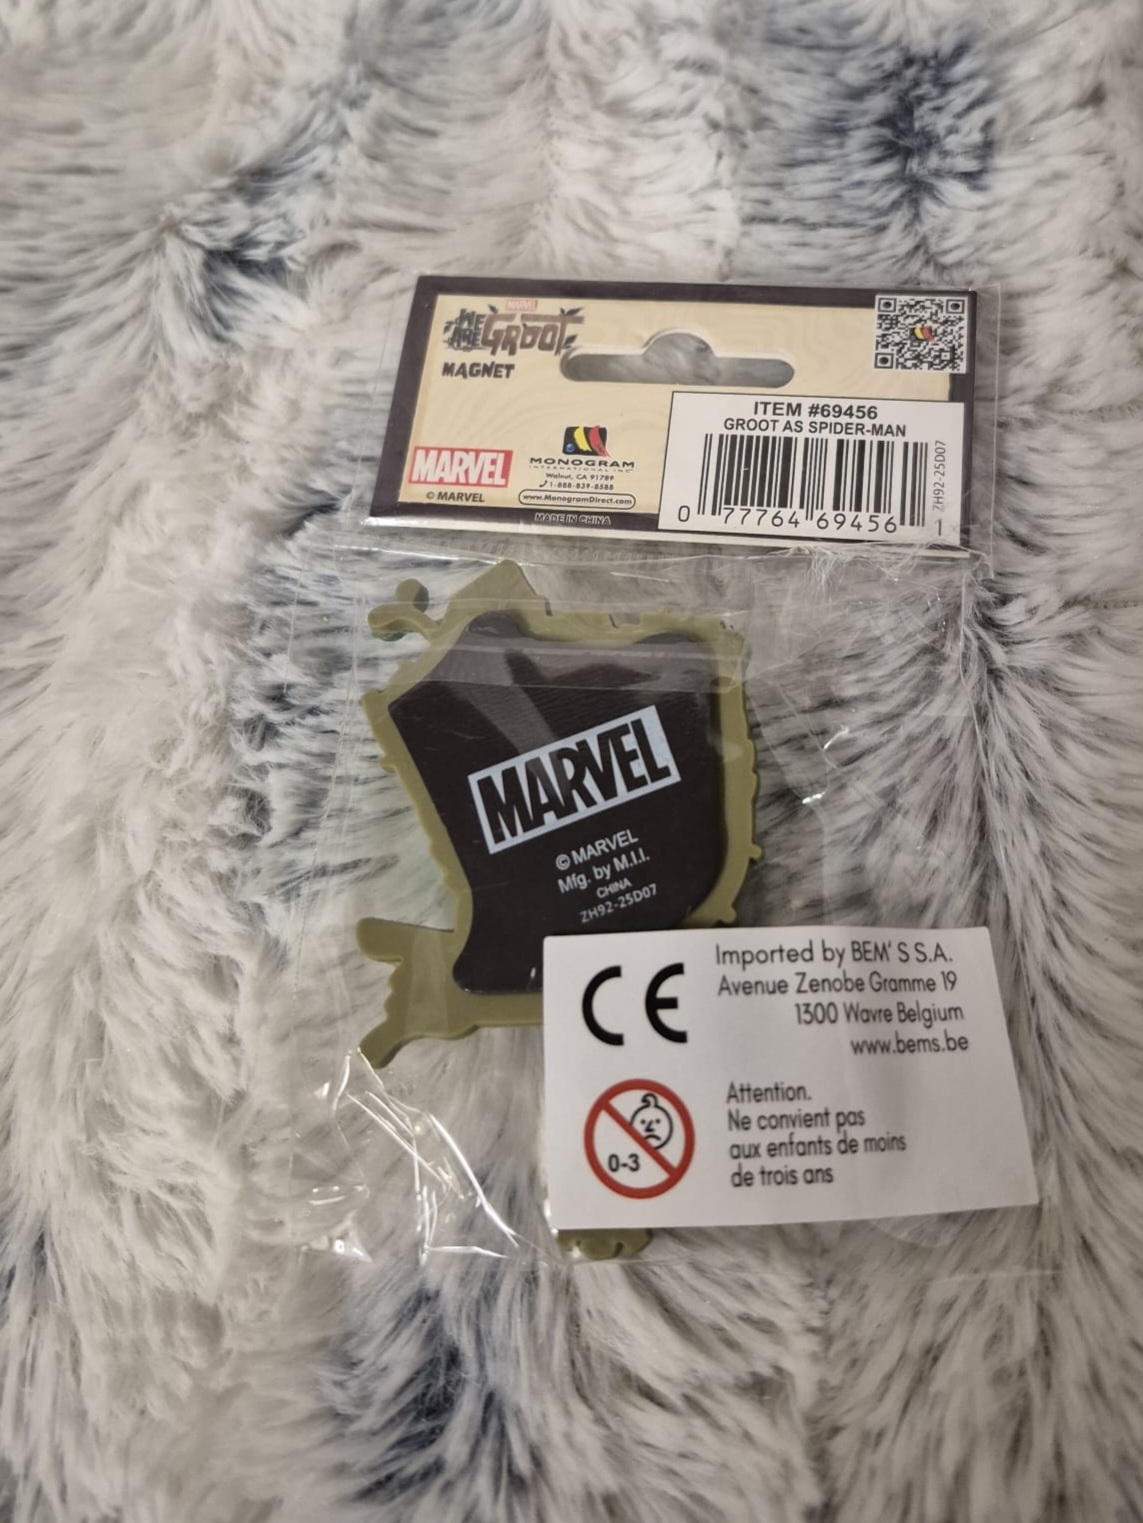 MARVEL
WE
ARE GROOT
MAGNET
ITEM #69456
GROOT AS SPIDER-MAN
ZH92-25D07
0 77764 69456 1
MARVEL
© MARVEL
MONOGRAM
INTERNATIONAL INC.
Walnut, CA 91789
1-888-839-8588
www.MonogramDirect.com
MADE IN CHINA
MARVEL
© MARVEL
Mfg. by M.I.I.
CHINA
ZH92-25D07
CE
Imported by BEM' S S.A.
Avenue Zenobe Gramme 19
1300 Wavre Belgium
www.bems.be
0-3
Attention.
Ne convient pas
aux enfants de moins
de trois ans